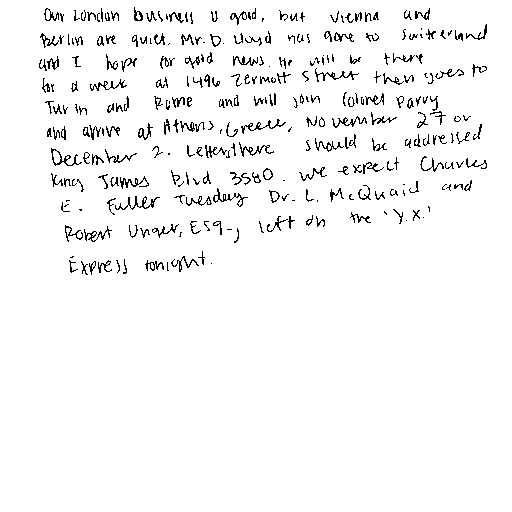 Our London business is good, but Vienna and
Berlin are quiet. Mr. D. Lloyd has gone to Switzerland
and I hope for good news. He will be there
for a week at 1496 Zermott Street then goes to
Turin and Rome and will join Colonel Parry
and arrive at Athens, Greece, November 27 or
December 2. Letters there should be addressed
King James Blvd 3580. We expect Charles
E. Fuller Tuesday Dr. L. McQuaid and
Robert Unger, Esq., left on the 'Y.X.'
Express tonight.